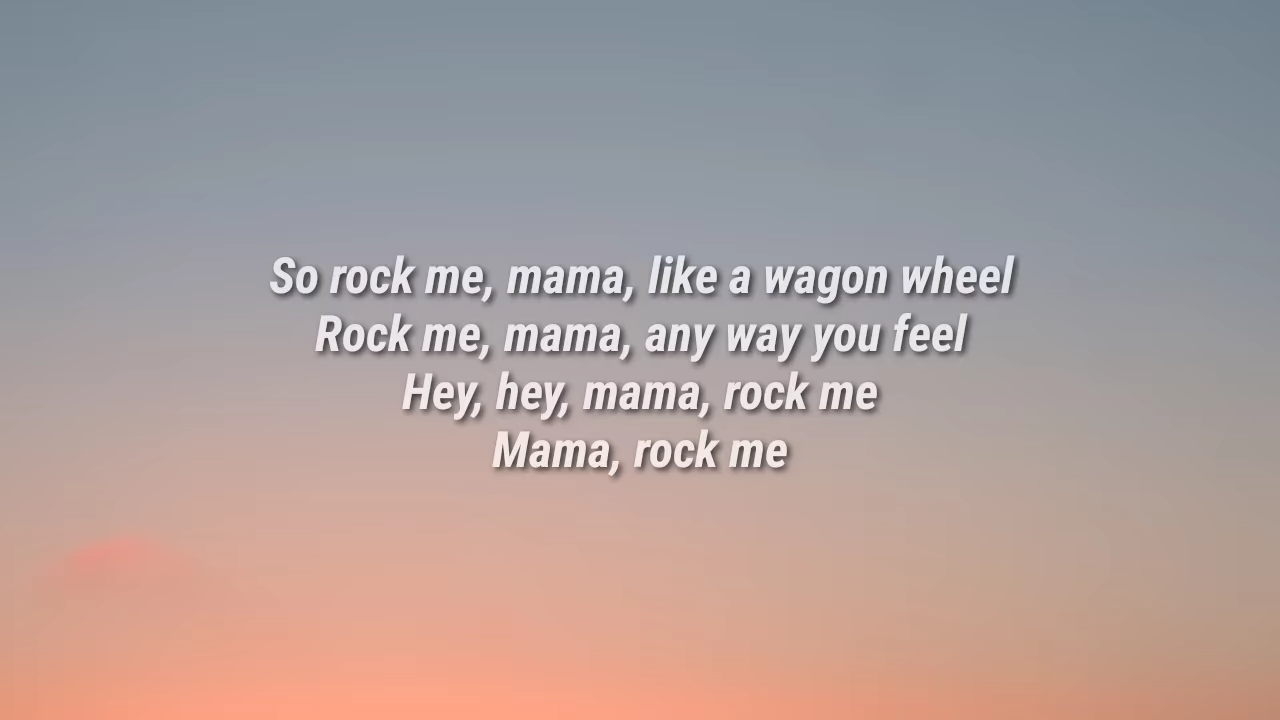 So rock me, mama, like a wagon wheel
Rock me, mama, any way you feel
Hey, hey, mama, rock me
Mama, rock me